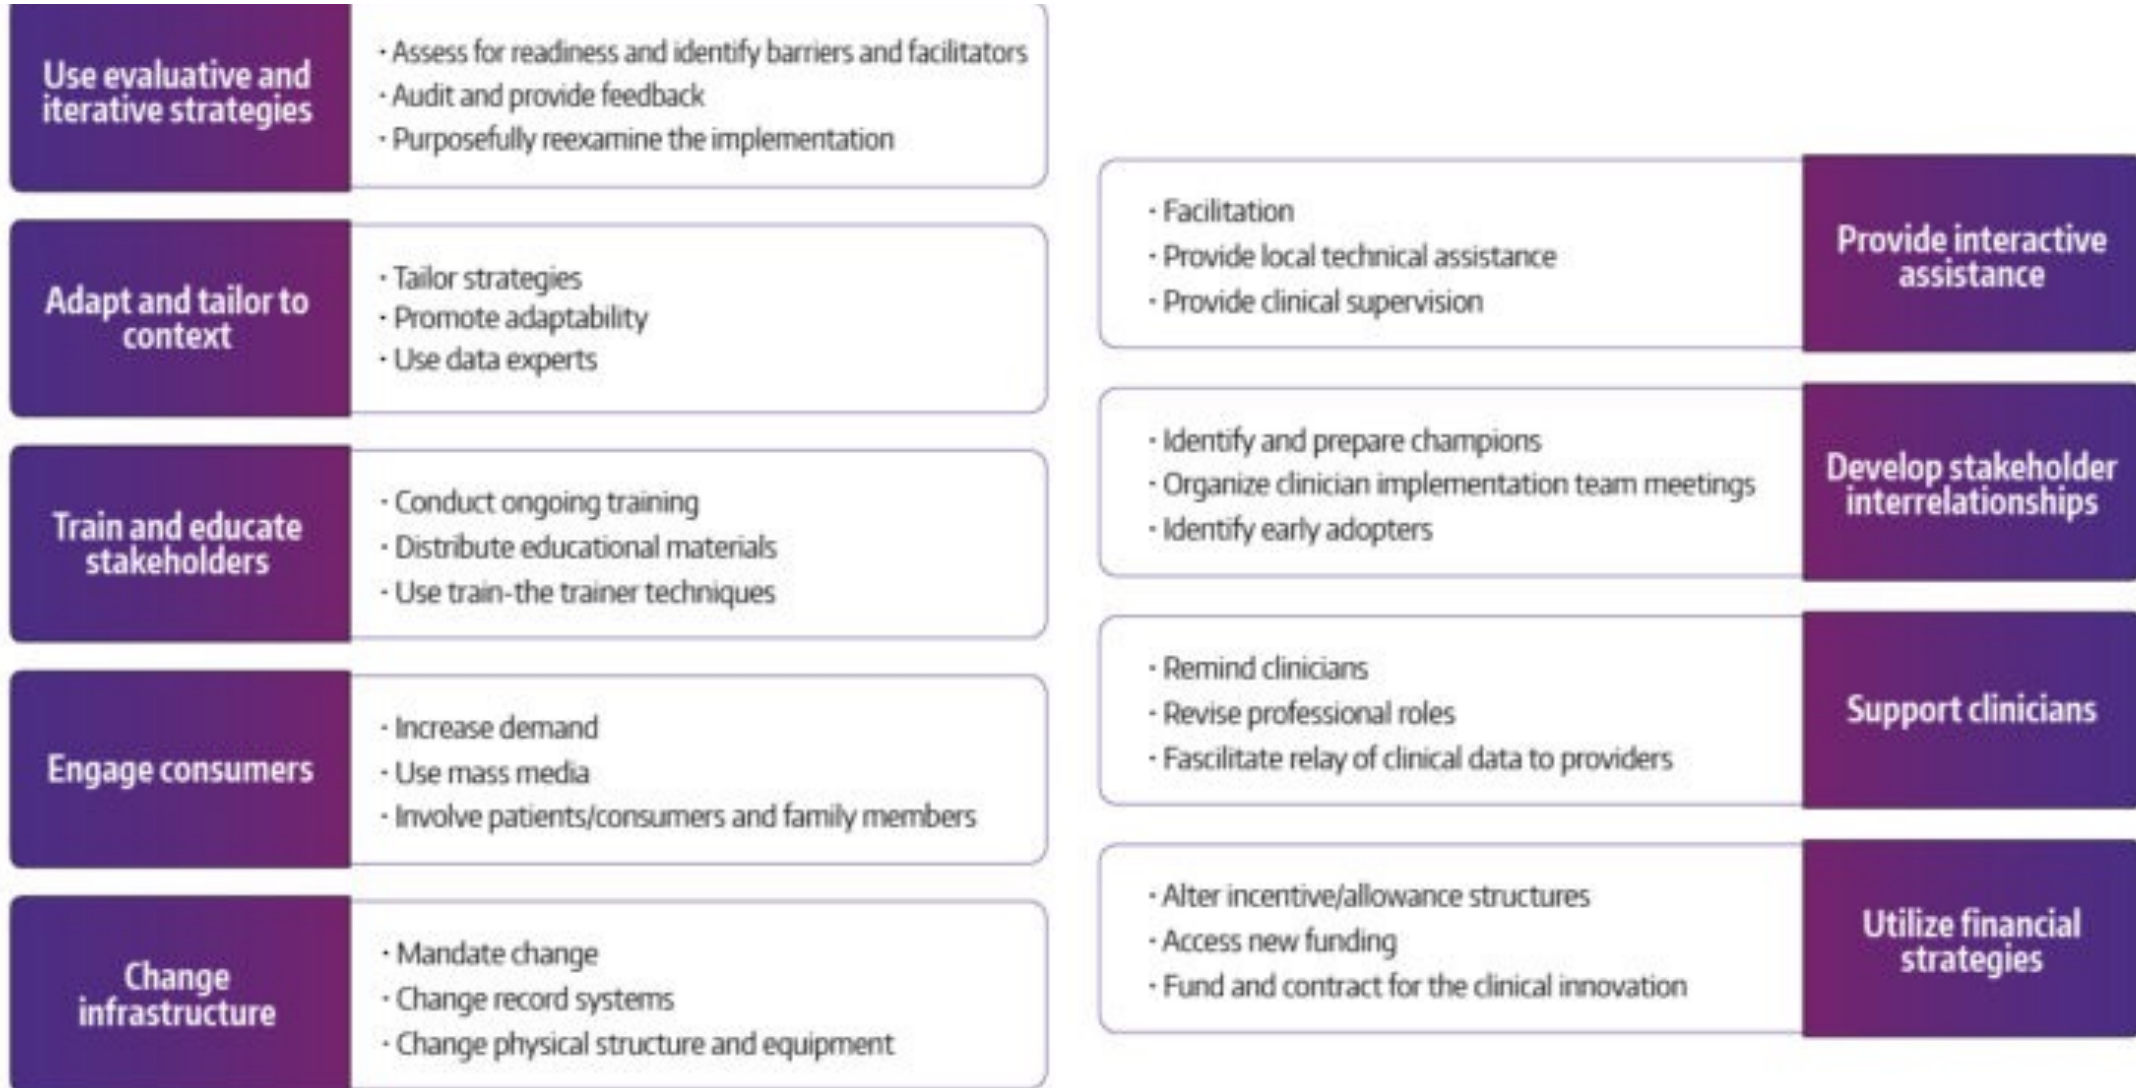 Use evaluative and
iterative strategies
· Assess for readiness and identify barriers and facilitators
· Audit and provide feedback
· Purposefully reexamine the implementation
Adapt and tailor to
context
· Tailor strategies
· Promote adaptability
· Use data experts
Train and educate
stakeholders
· Conduct ongoing training
· Distribute educational materials
· Use train-the trainer techniques
Engage consumers
· Increase demand
· Use mass media
· Involve patients/consumers and family members
Change
infrastructure
· Mandate change
· Change record systems
· Change physical structure and equipment
· Facilitation
· Provide local technical assistance
· Provide clinical supervision
Provide interactive
assistance
· Identify and prepare champions
· Organize clinician implementation team meetings
· Identify early adopters
Develop stakeholder
interrelationships
· Remind clinicians
· Revise professional roles
· Fascilitate relay of clinical data to providers
Support clinicians
· Alter incentive/allowance structures
· Access new funding
· Fund and contract for the clinical innovation
Utilize financial
strategies